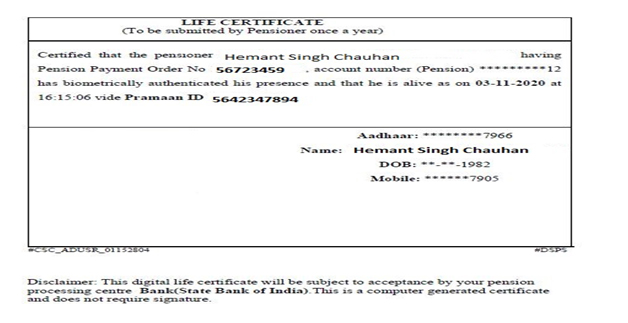 LIFE CERTIFICATE
(To be submitted by Pensioner once a year)
Certified that the pensioner Hemant Singh Chauhan having
Pension Payment Order No 56723459 , account number (Pension) *********12
has biometrically authenticated his presence and that he is alive as on 03-11-2020 at
16:15:06 vide Pramaan ID 5642347894
Aadhaar: ********7966
Name: Hemant Singh Chauhan
DOB: **-**-1982
Mobile: ******7905
#CSC_ADUSR_01152804 #DSPS
Disclaimer: This digital life certificate will be subject to acceptance by your pension
processing centre Bank(State Bank of India).This is a computer generated certificate
and does not require signature.